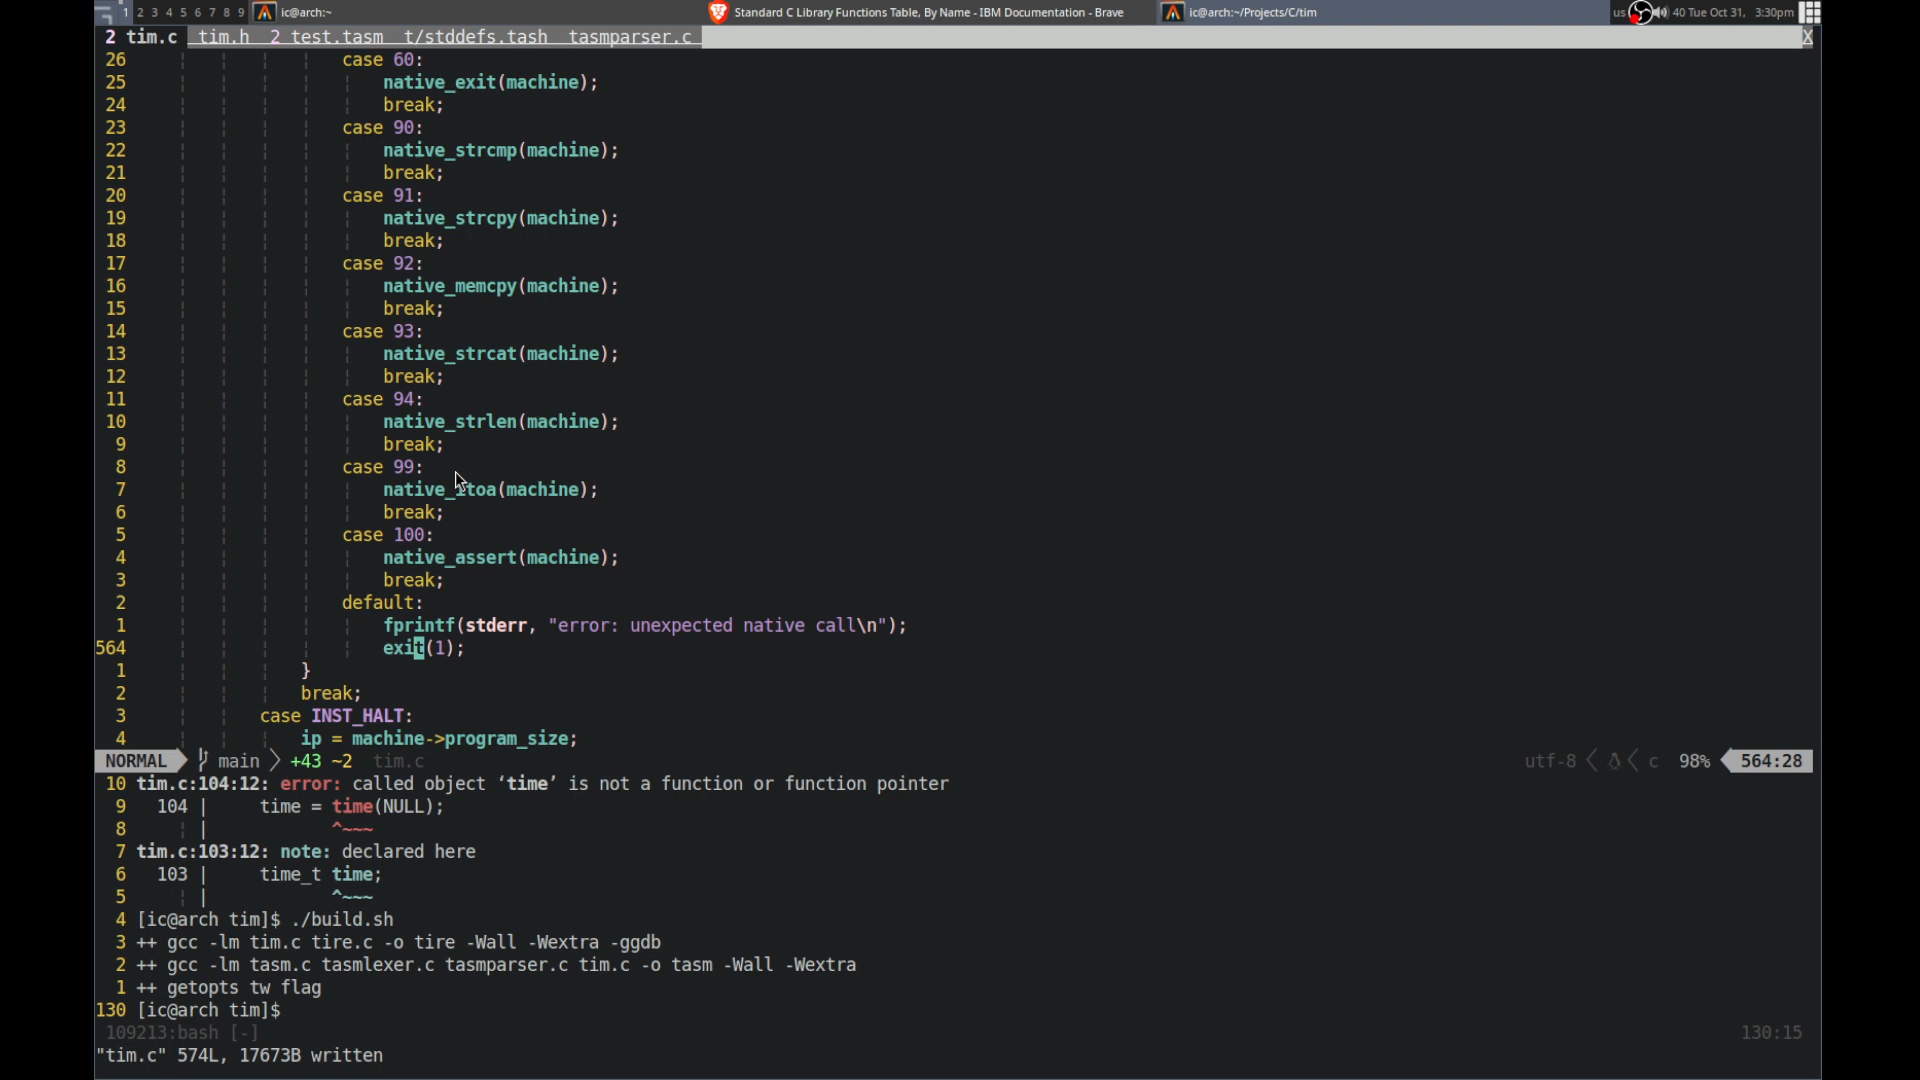 1 2 3 4 5 6 7 8 9 ic@arch:~ Standard C Library Functions Table, By Name - IBM Documentation - Brave ic@arch:~/Projects/C/tim us 40 Tue Oct 31, 3:30pm
2 tim.c tim.h 2 test.tasm t/stddefs.tash tasmparser.c X
26 case 60:
25 native_exit(machine);
24 break;
23 case 90:
22 native_strcmp(machine);
21 break;
20 case 91:
19 native_strcpy(machine);
18 break;
17 case 92:
16 native_memcpy(machine);
15 break;
14 case 93:
13 native_strcat(machine);
12 break;
11 case 94:
10 native_strlen(machine);
9 break;
8 case 99:
7 native_itoa(machine);
6 break;
5 case 100:
4 native_assert(machine);
3 break;
2 default:
1 fprintf(stderr, "error: unexpected native call\n");
564 exit(1);
1 }
2 break;
3 case INST_HALT:
4 ip = machine->program_size;
NORMAL main +43 ~2 tim.c utf-8 c 98% 564:28
10 tim.c:104:12: error: called object ‘time’ is not a function or function pointer
9 104 | time = time(NULL);
8 | ^~~~
7 tim.c:103:12: note: declared here
6 103 | time_t time;
5 | ^~~~
4 [ic@arch tim]$ ./build.sh
3 ++ gcc -lm tim.c tire.c -o tire -Wall -Wextra -ggdb
2 ++ gcc -lm tasm.c tasmlexer.c tasmparser.c tim.c -o tasm -Wall -Wextra
1 ++ getopts tw flag
130 [ic@arch tim]$
109213:bash [-] 130:15
"tim.c" 574L, 17673B written